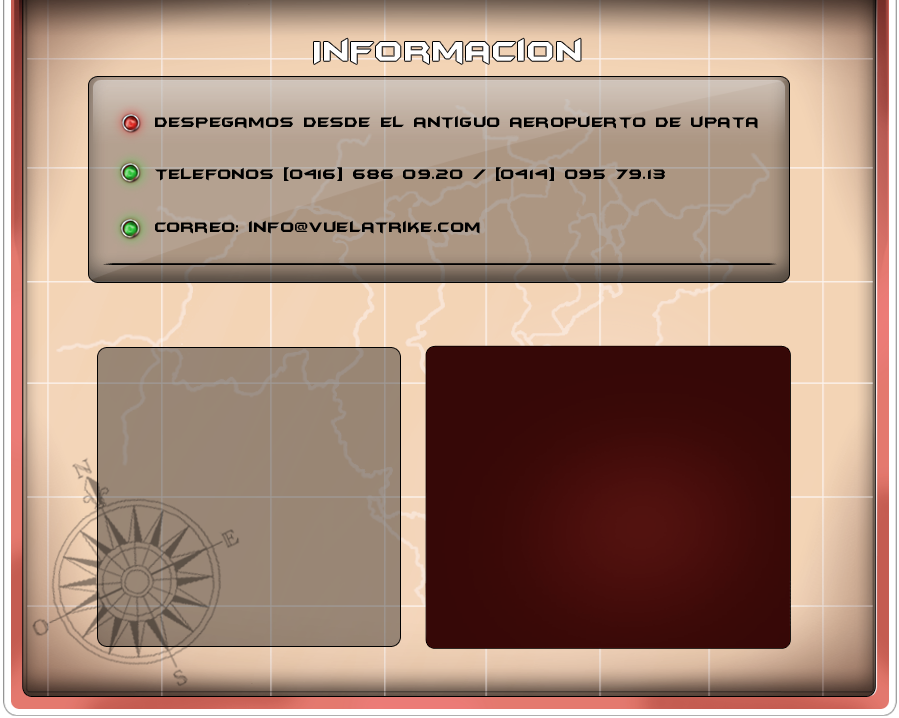 INFORMACION
DESPEGAMOS DESDE EL ANTIGUO AEROPUERTO DE UPATA
TELEFONOS [0416] 686 09.20 / [0414] 095 79.13
CORREO: INFO@VUELATRIKE.COM
N
E
O
S